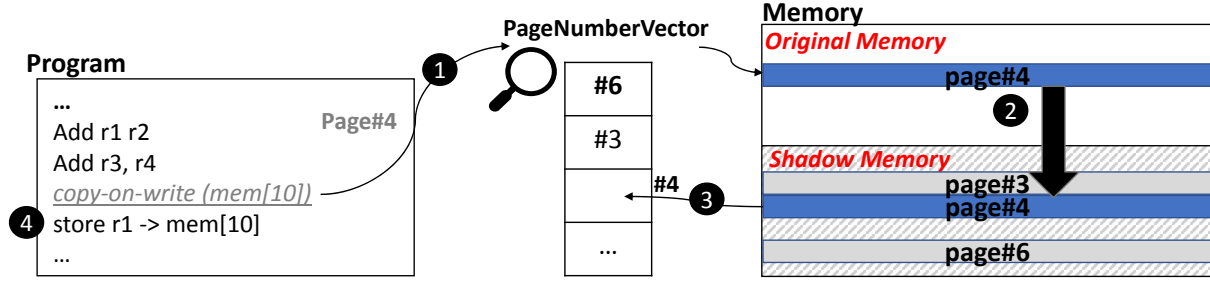 Program
...
Add r1 r2
Page#4
Add r3, r4
copy-on-write (mem[10])
4
store r1 -> mem[10]
...
1
PageNumberVector
#6
#3
#4
...
3
Memory
Original Memory
page#4
2
Shadow Memory
page#3
page#4
page#6